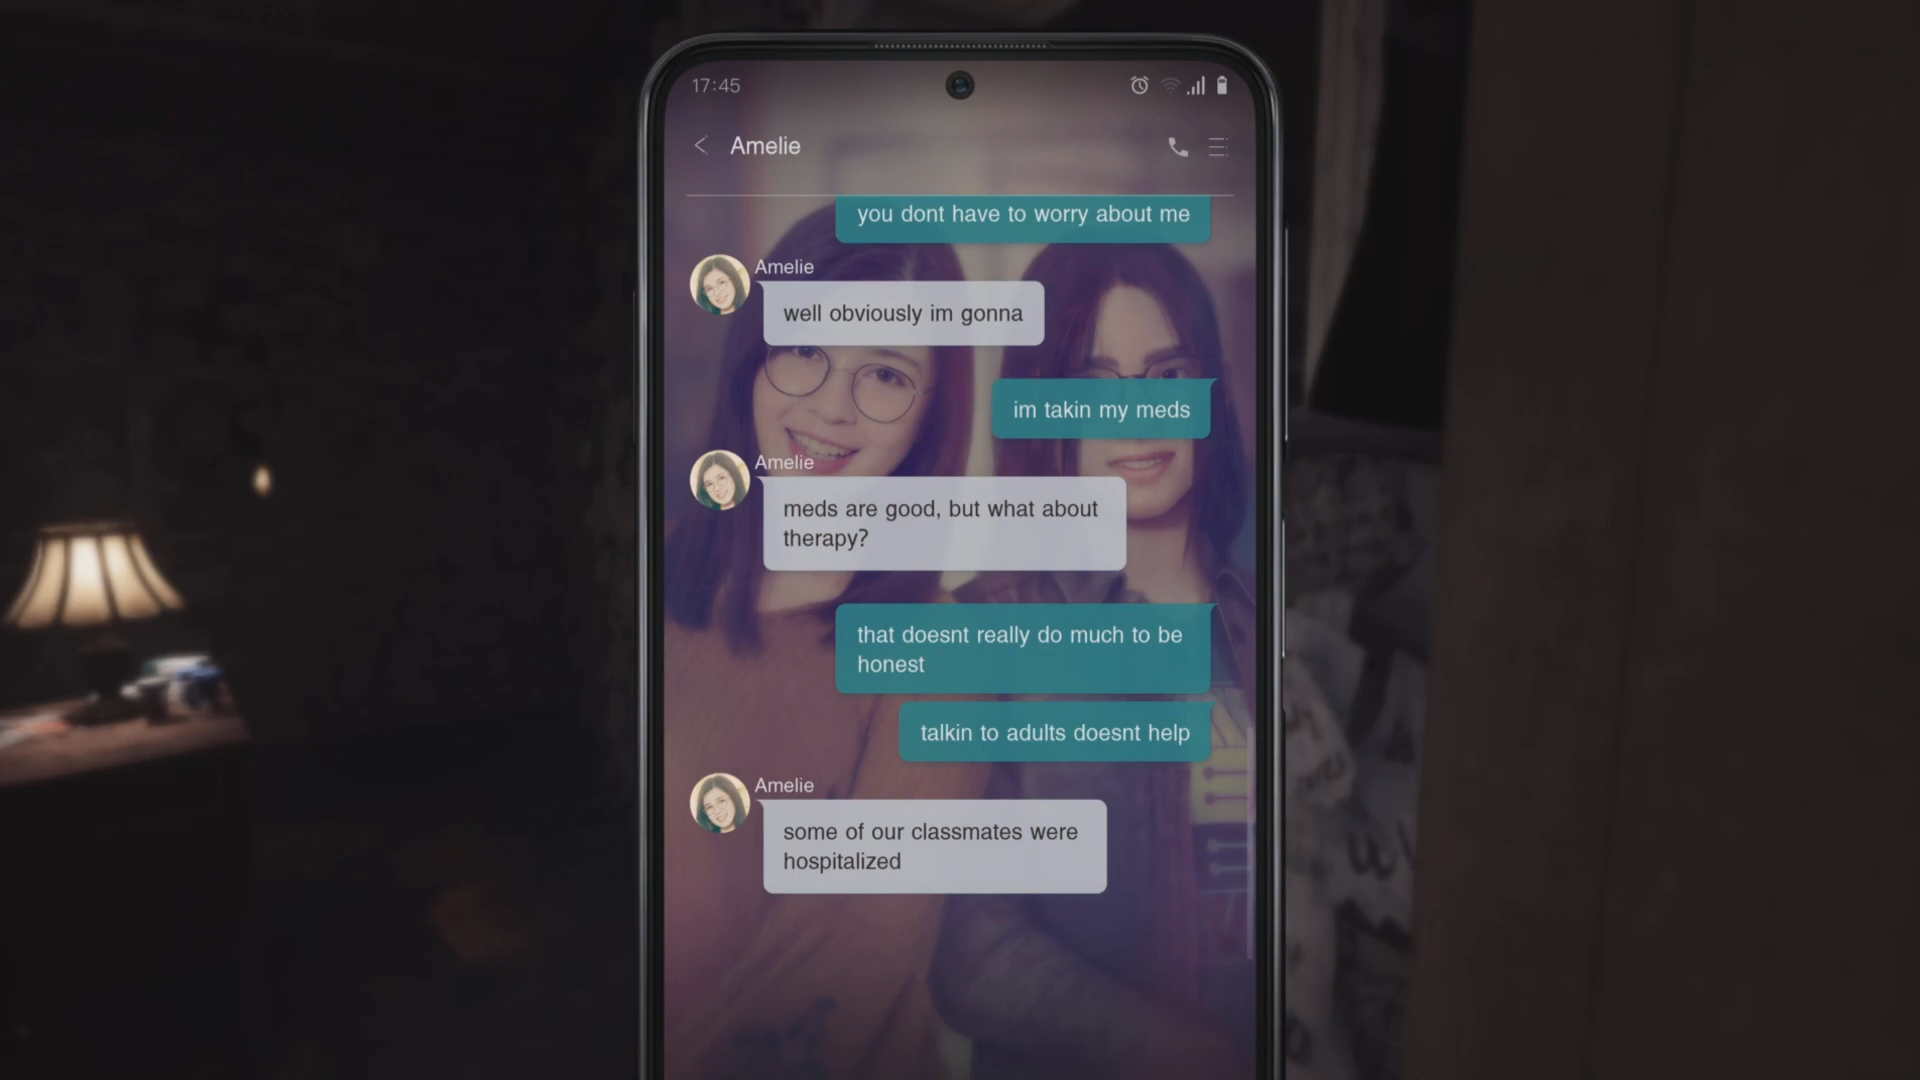 17:45
Amelie
you dont have to worry about me
Amelie
well obviously im gonna
im takin my meds
Amelie
meds are good, but what about
therapy?
that doesnt really do much to be
honest
talkin to adults doesnt help
Amelie
some of our classmates were
hospitalized